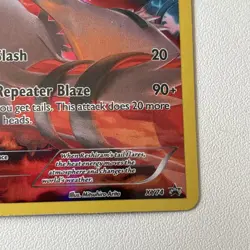 Slash 20
Repeater Blaze 90+
you get tails. This attack does 20 more
heads.
When Reshiram's tail flares,
the heat energy moves the
atmosphere and changes the
world's weather.
Illus. Mitsuhiro Arita
XY74